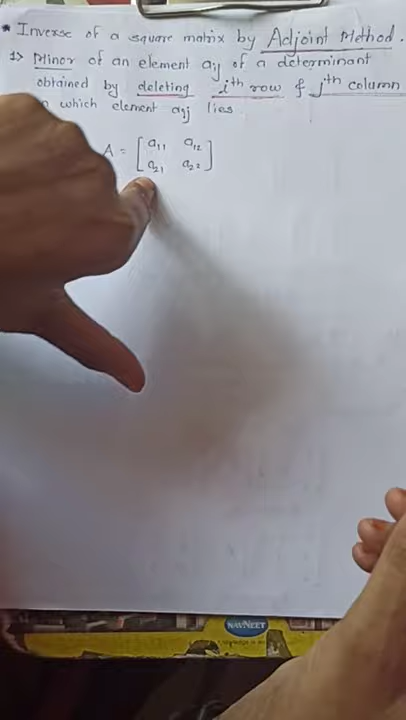 * Inverse of a square matrix by Adjoint Method.
1) Minor of an element aij of a determinant
obtained by deleting ith row & jth column
which element aij lies
A = [ a11 a12
a21 a22 ]
NAVNEET